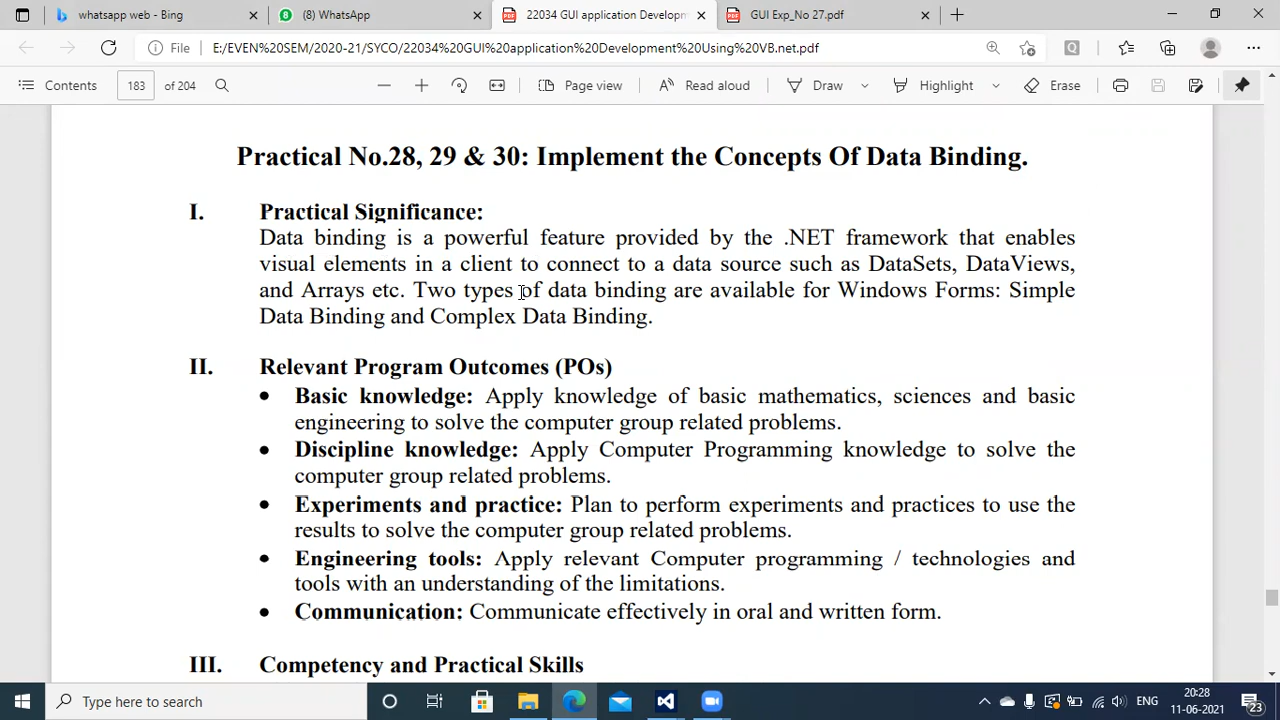 whatsapp web - Bing
(8) WhatsApp
22034 GUI application Developm
GUI Exp_No 27.pdf
File
E:/EVEN%20SEM/2020-21/SYCO/22034%20GUI%20application%20Development%20Using%20VB.net.pdf
Contents
183
of 204
Page view
Read aloud
Draw
Highlight
Erase
Practical No.28, 29 & 30: Implement the Concepts Of Data Binding.
I. Practical Significance:
Data binding is a powerful feature provided by the .NET framework that enables
visual elements in a client to connect to a data source such as DataSets, DataViews,
and Arrays etc. Two types of data binding are available for Windows Forms: Simple
Data Binding and Complex Data Binding.
II. Relevant Program Outcomes (POs)
• Basic knowledge: Apply knowledge of basic mathematics, sciences and basic
engineering to solve the computer group related problems.
• Discipline knowledge: Apply Computer Programming knowledge to solve the
computer group related problems.
• Experiments and practice: Plan to perform experiments and practices to use the
results to solve the computer group related problems.
• Engineering tools: Apply relevant Computer programming / technologies and
tools with an understanding of the limitations.
• Communication: Communicate effectively in oral and written form.
III. Competency and Practical Skills
Type here to search
ENG
20:28
11-06-2021
23